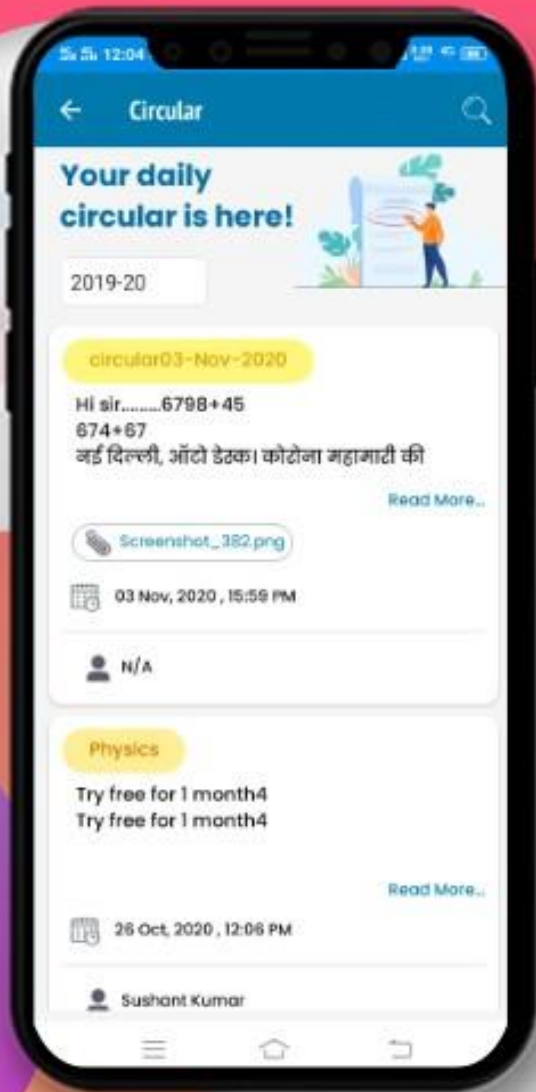 12:04
Circular
Your daily
circular is here!
2019-20
circular03-Nov-2020
Hi sir.........6798+45
674+67
नई दिल्ली, ऑटो डेस्क। कोरोना महामारी की
Read More...
Screenshot_382.png
03 Nov, 2020 , 15:59 PM
N/A
Physics
Try free for 1 month4
Try free for 1 month4
Read More...
26 Oct, 2020 , 12:06 PM
Sushant Kumar